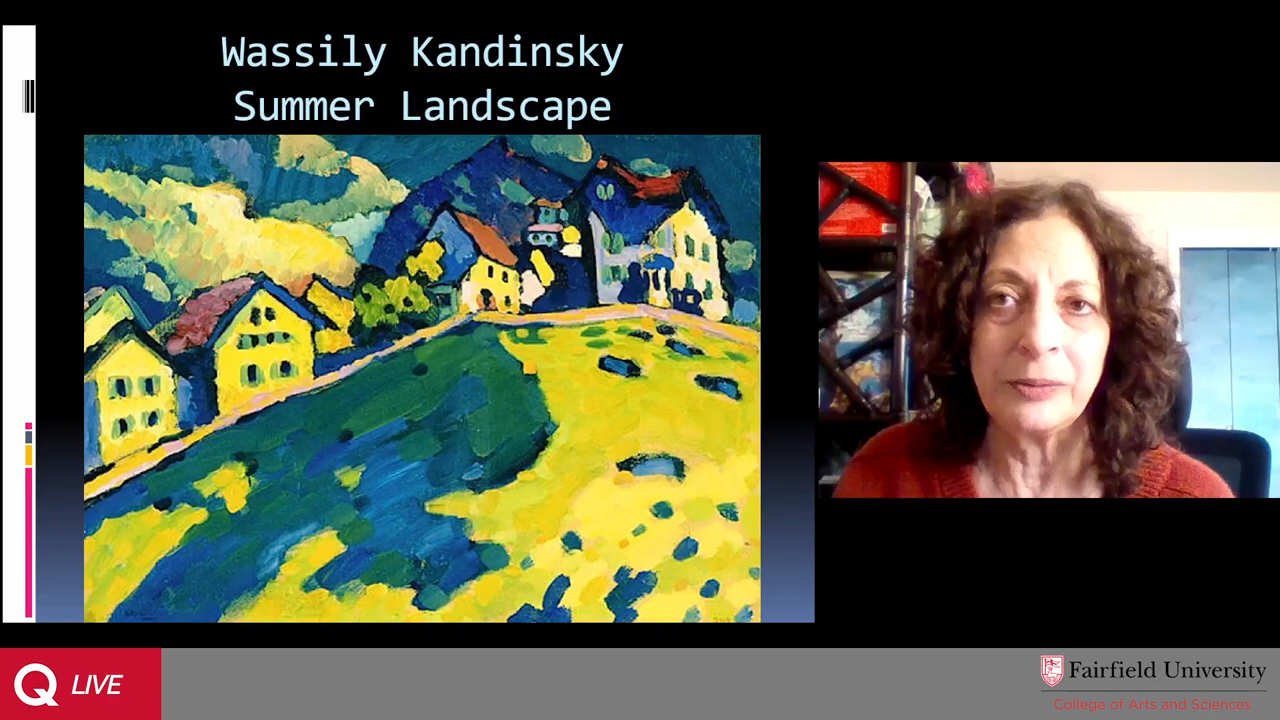 Wassily Kandinsky
Summer Landscape
Q LIVE
Fairfield University
College of Arts and Sciences